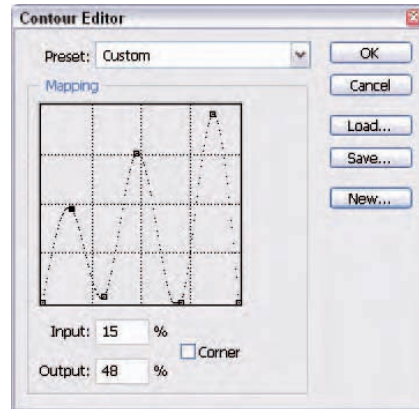 Contour Editor
Preset: Custom
OK
Mapping
Cancel
Load...
Save...
New...
Input: 15 %
Corner
Output: 48 %